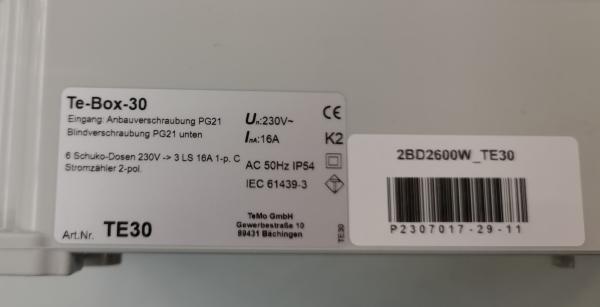 Te-Box-30
Eingang: Anbauverschraubung PG21
Blindverschraubung PG21 unten
6 Schuko-Dosen 230V -> 3 LS 16A 1-p. C
Stromzähler 2-pol.
Art.Nr. TE30
Un:230V~
InA:16A
AC 50Hz IP54
IEC 61439-3
TeMo GmbH
Gewerbestraße 10
89431 Bächingen
CE
K2
TE30
2BD2600W_TE30
P2307017-29-11